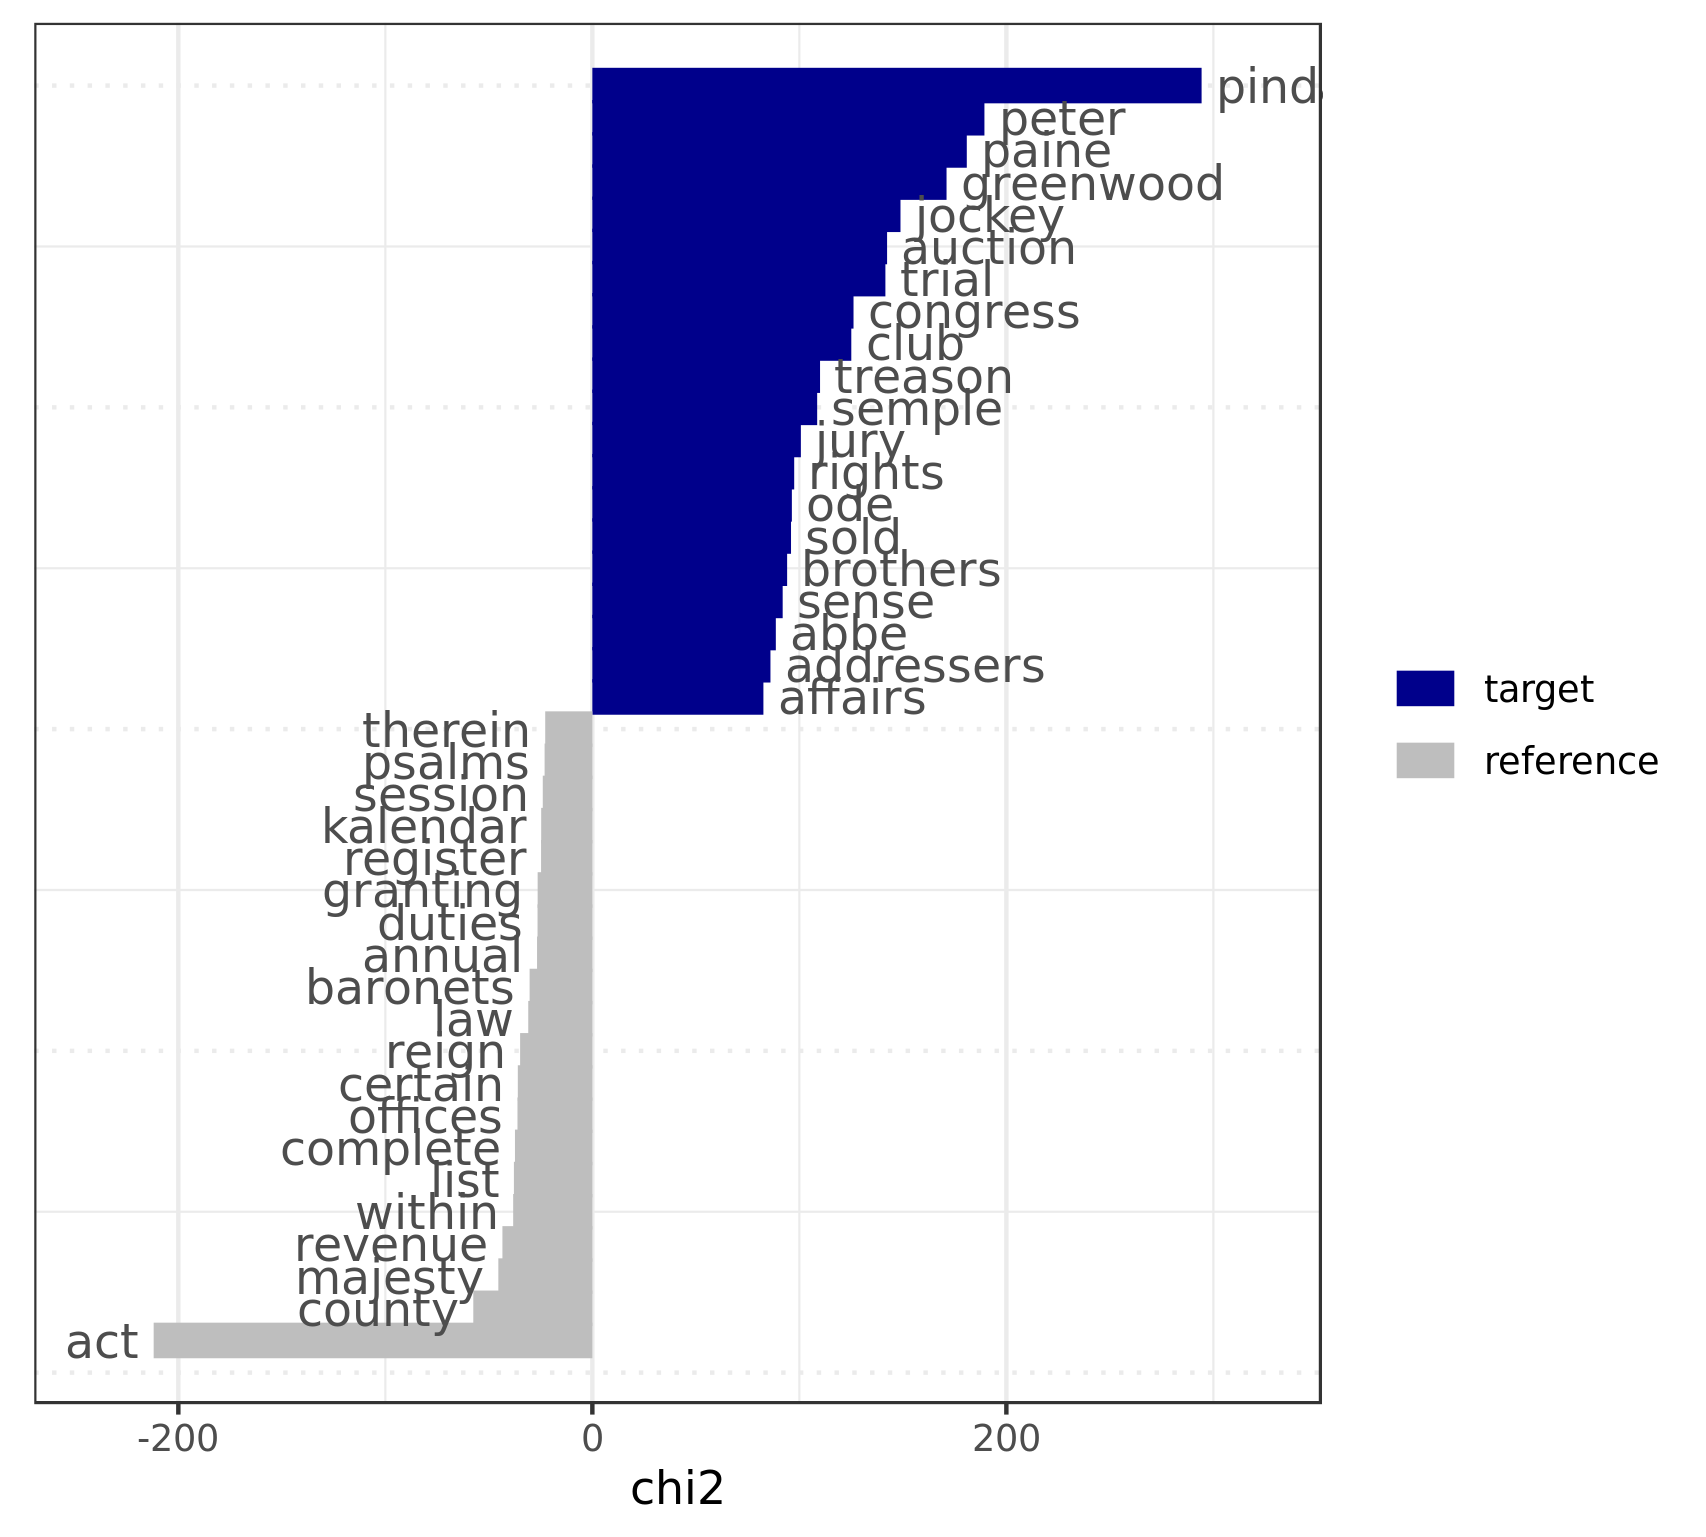 pind
peter
paine
greenwood
jockey
auction
trial
congress
club
treason
semple
jury
rights
ode
sold
brothers
sense
abbe
addressers
affairs
therein
psalms
session
kalendar
register
granting
duties
annual
baronets
law
reign
certain
offices
complete
list
within
revenue
majesty
county
act
target
reference
-200 0 200
chi2